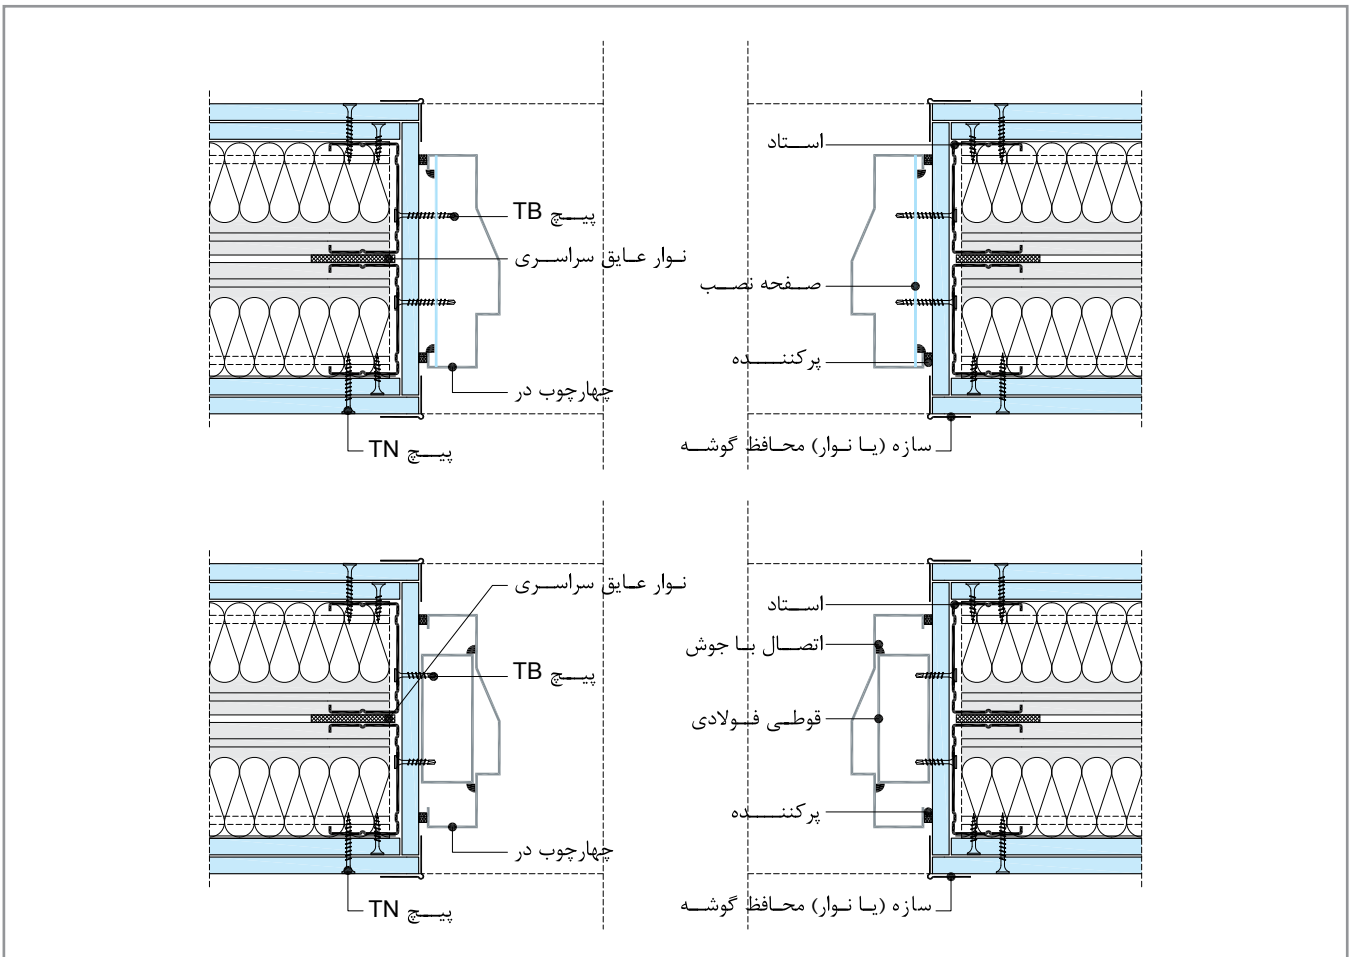 استاد
پیچ TB
نوار عایق سراسری
صفحه نصب
پرکننده
چهارچوب در
سازه (یا نوار) محافظ گوشه
پیچ TN
نوار عایق سراسری
استاد
اتصال با جوش
پیچ TB
قوطی فولادی
پرکننده
چهارچوب در
سازه (یا نوار) محافظ گوشه
پیچ TN